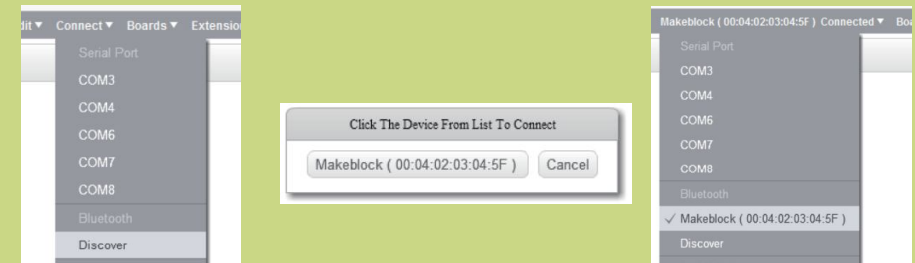 dit▼ Connect▼ Boards▼ Extension
Serial Port
COM3
COM4
COM6
COM7
COM8
Bluetooth
Discover
Click The Device From List To Connect
Makeblock ( 00:04:02:03:04:5F ) Cancel
Makeblock ( 00:04:02:03:04:5F ) Connected▼ Bo
Serial Port
COM3
COM4
COM6
COM7
COM8
Bluetooth
✓ Makeblock ( 00:04:02:03:04:5F )
Discover